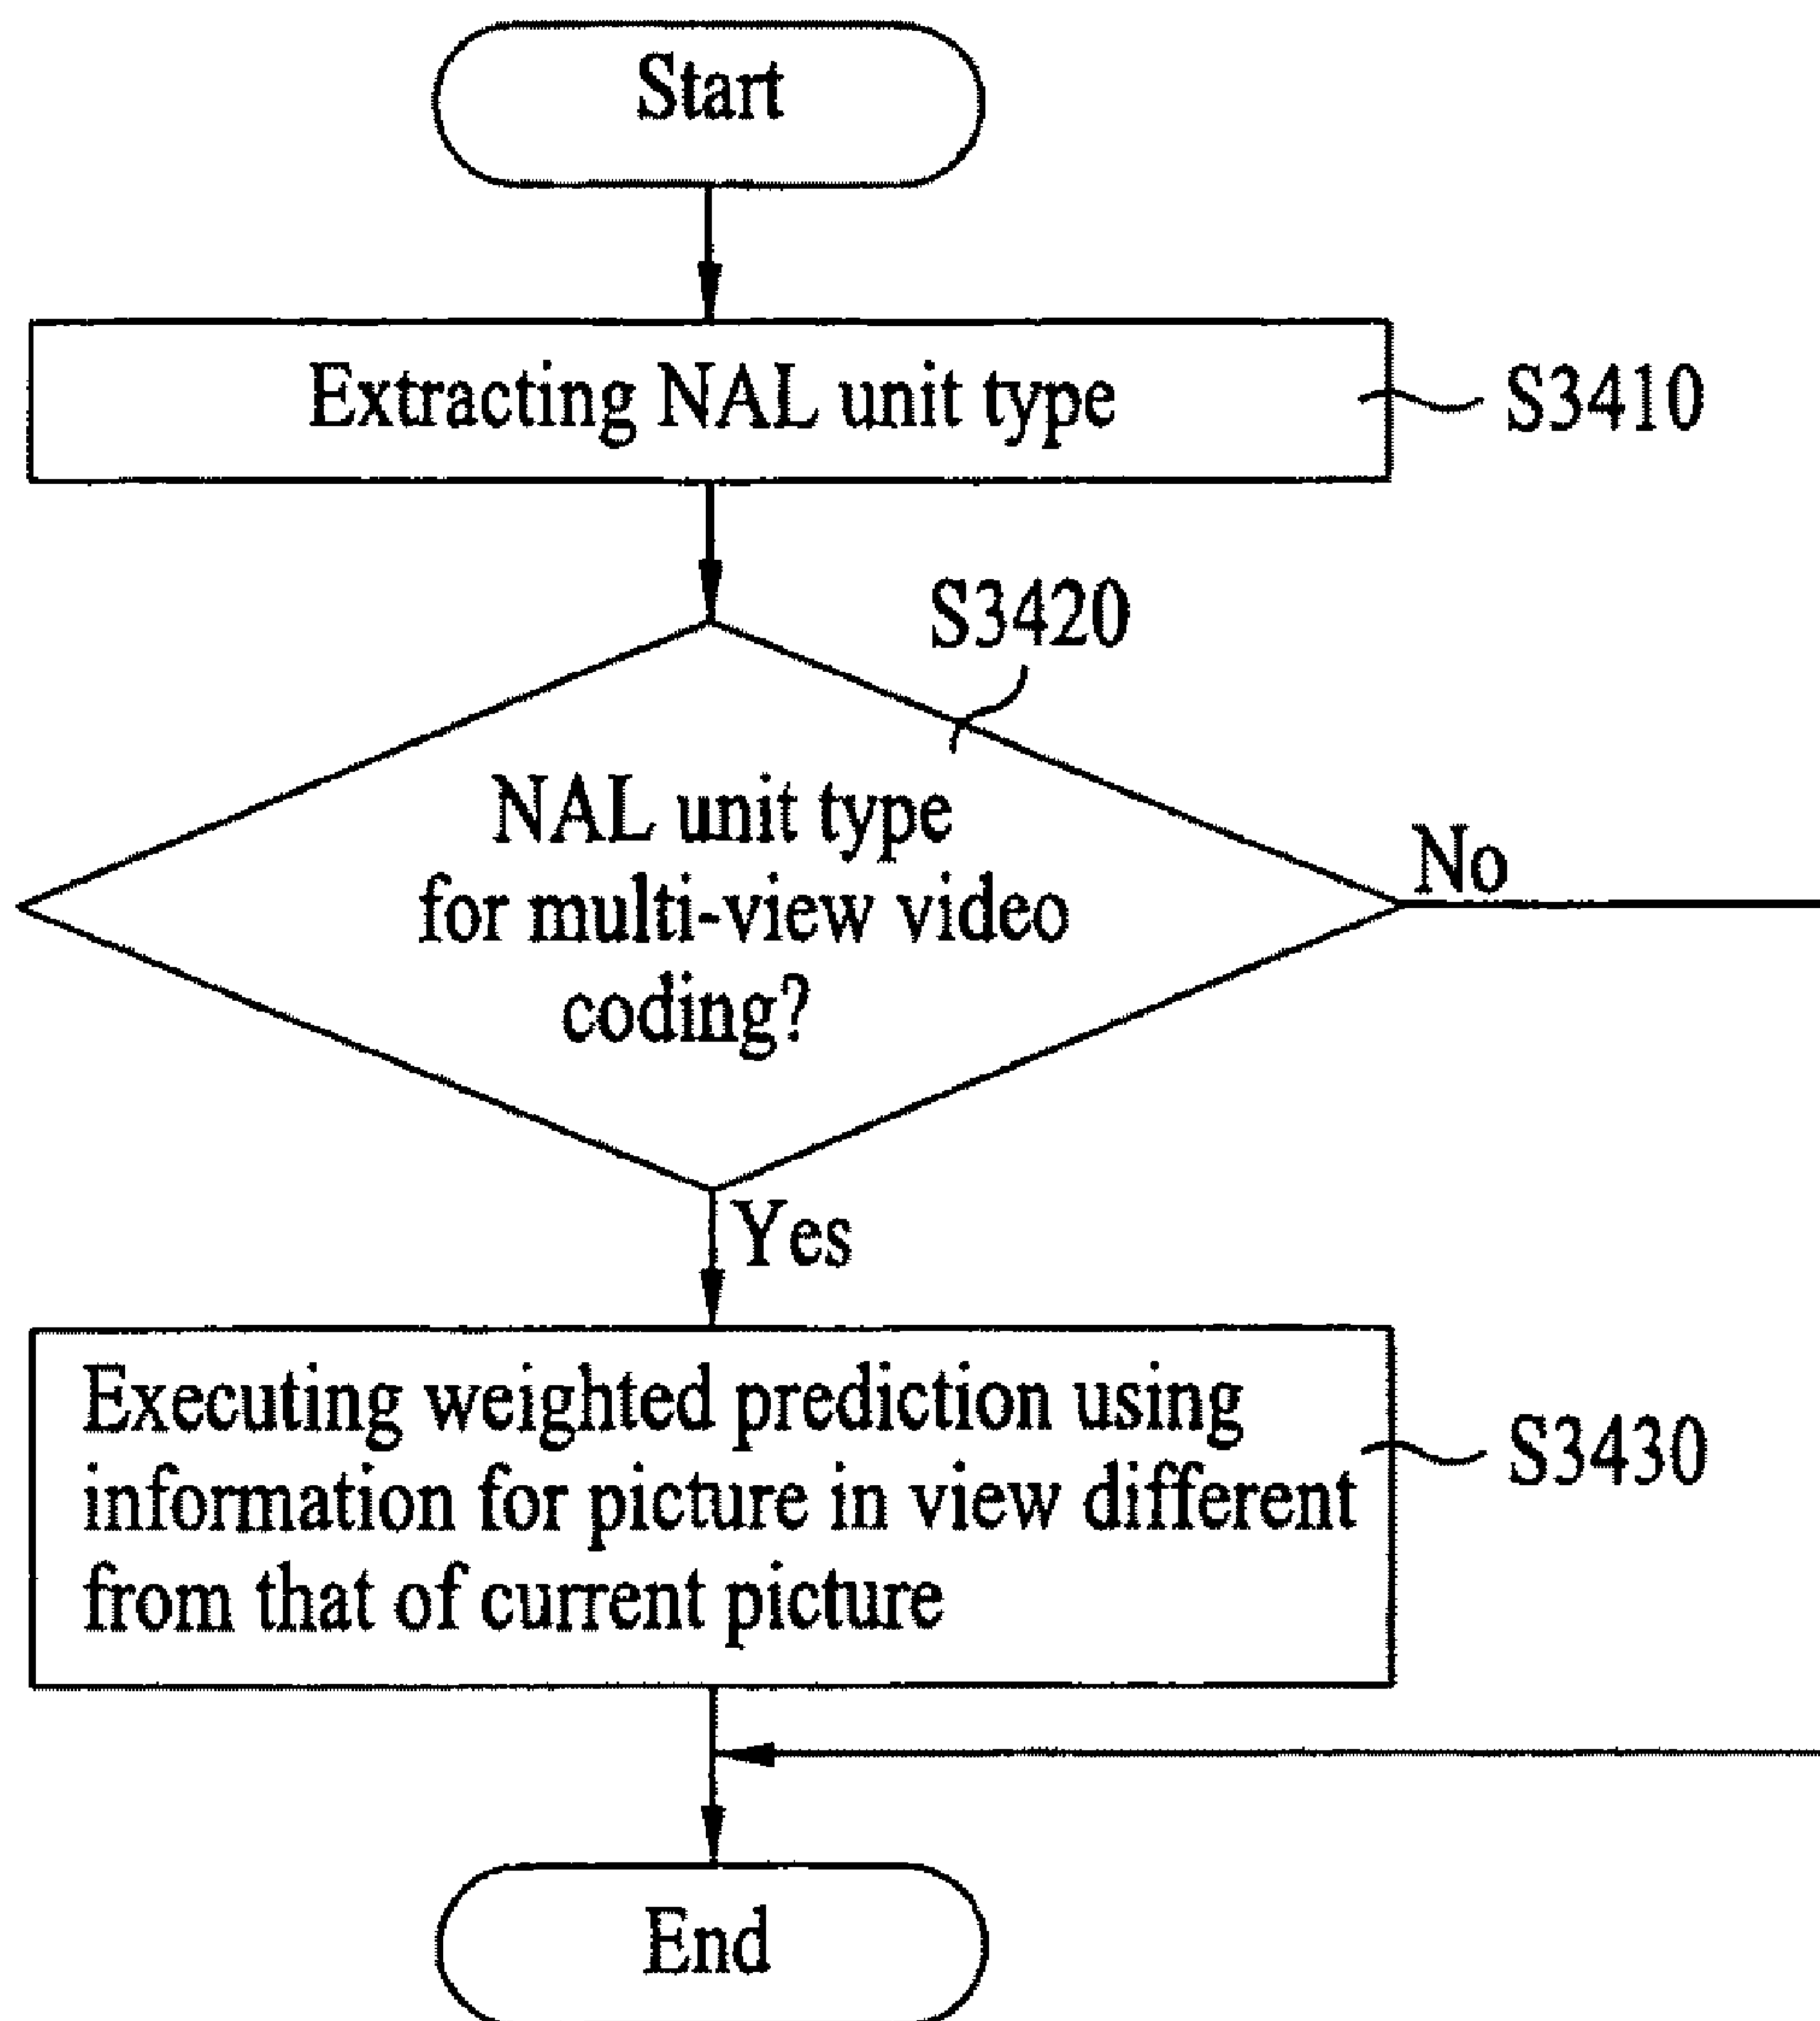 Start
Extracting NAL unit type
S3410
S3420
NAL unit type
for multi-view video
coding?
No
Yes
Executing weighted prediction using
information for picture in view different
from that of current picture
S3430
End